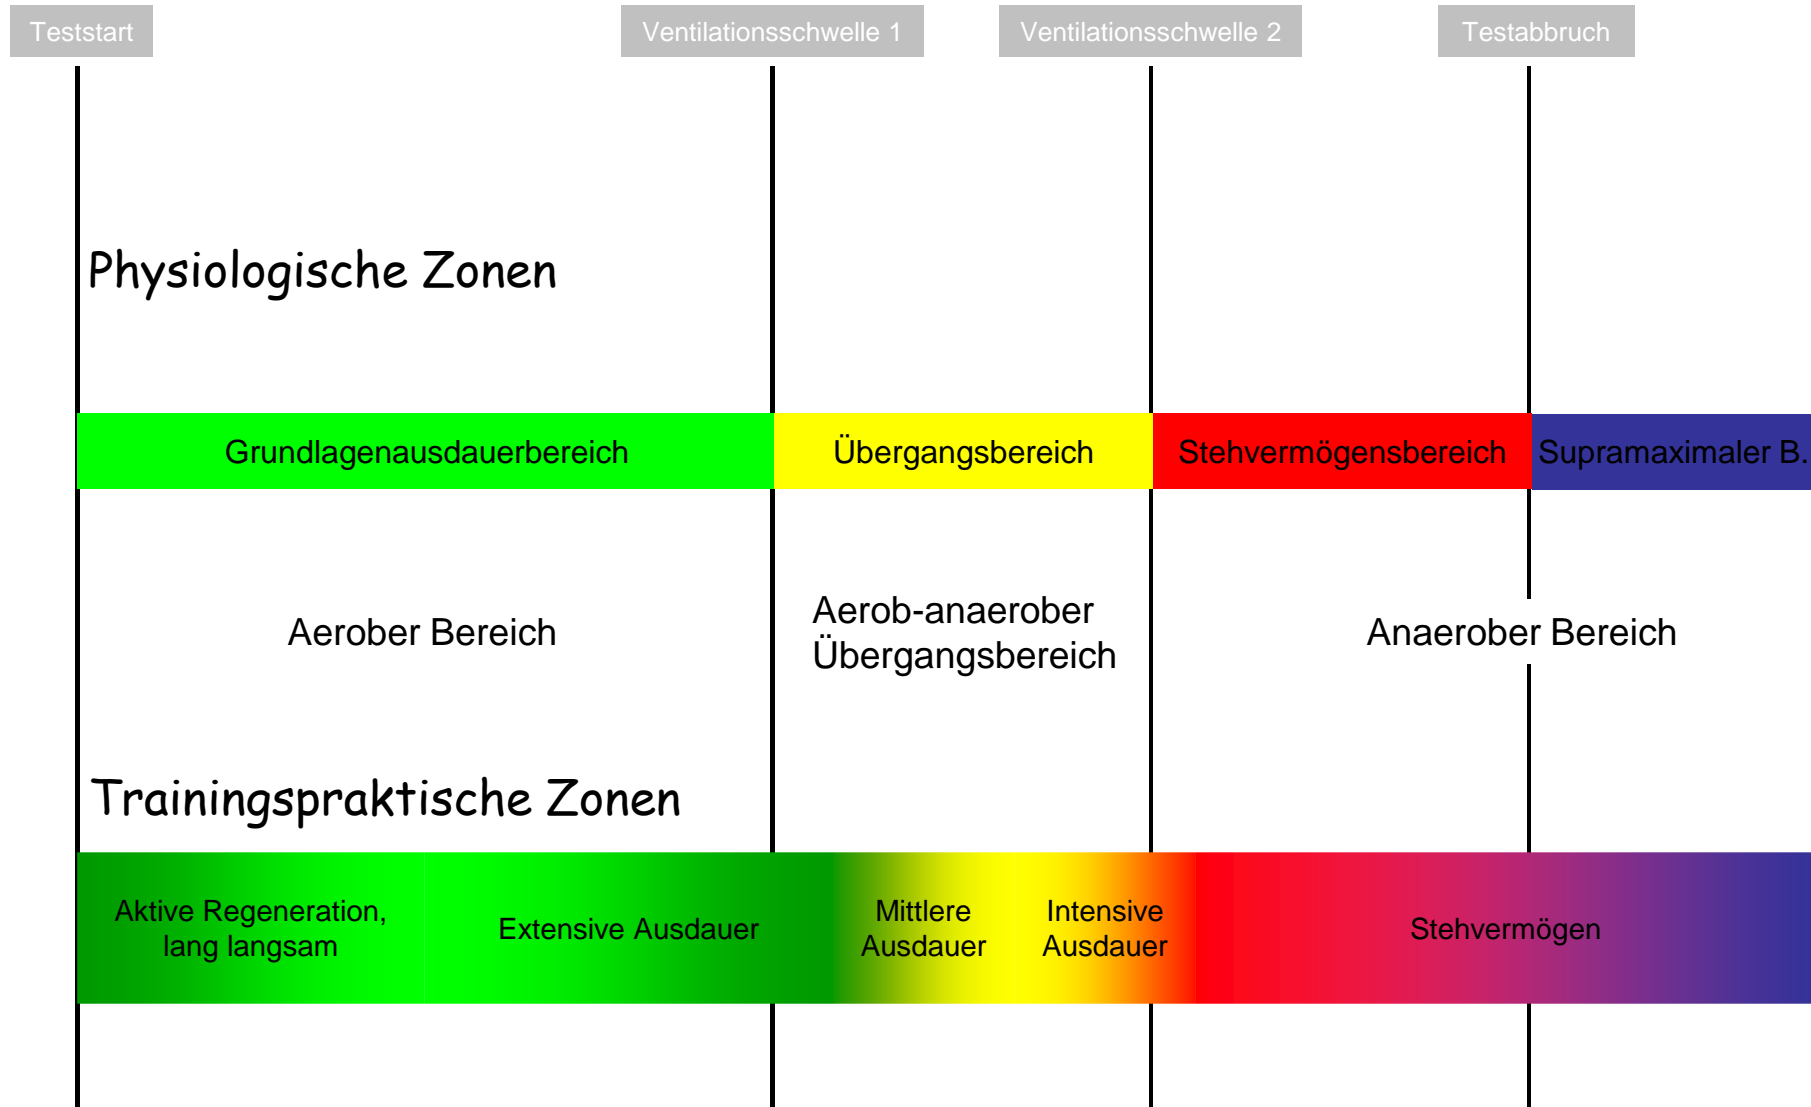 Teststart
Ventilationsschwelle 1
Ventilationsschwelle 2
Testabbruch
Physiologische Zonen
Grundlagenausdauerbereich
Übergangsbereich
Stehvermögensbereich
Supramaximaler B.
Aerober Bereich
Aerob-anaerober
Übergangsbereich
Anaerober Bereich
Trainingspraktische Zonen
Aktive Regeneration,
lang langsam
Extensive Ausdauer
Mittlere
Ausdauer
Intensive
Ausdauer
Stehvermögen